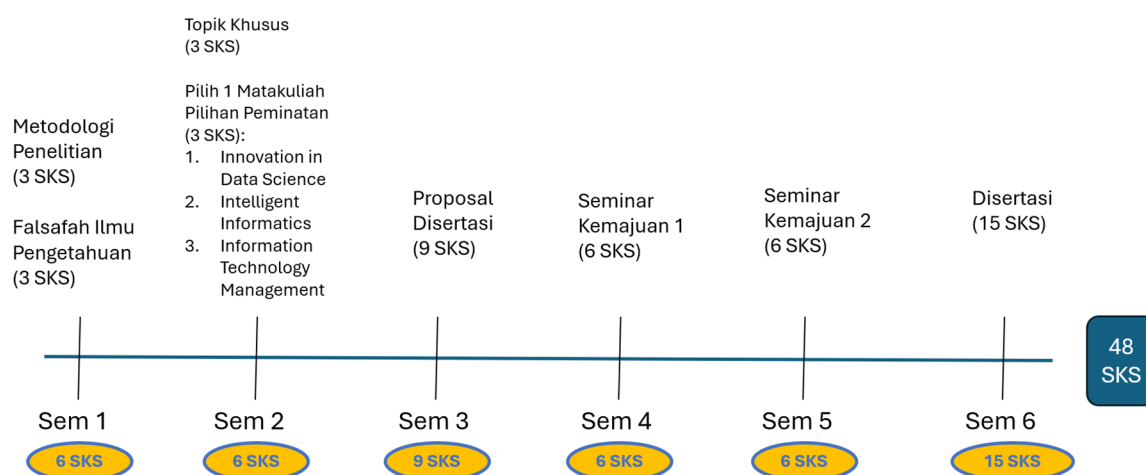 Metodologi
Penelitian
(3 SKS)
Falsafah Ilmu
Pengetahuan
(3 SKS)
Topik Khusus
(3 SKS)
Pilih 1 Matakuliah
Pilihan Peminatan
(3 SKS):
1. Innovation in
Data Science
2. Intelligent
Informatics
3. Information
Technology
Management
Proposal
Disertasi
(9 SKS)
Seminar
Kemajuan 1
(6 SKS)
Seminar
Kemajuan 2
(6 SKS)
Disertasi
(15 SKS)
48
SKS
Sem 1
Sem 2
Sem 3
Sem 4
Sem 5
Sem 6
6 SKS
6 SKS
9 SKS
6 SKS
6 SKS
15 SKS